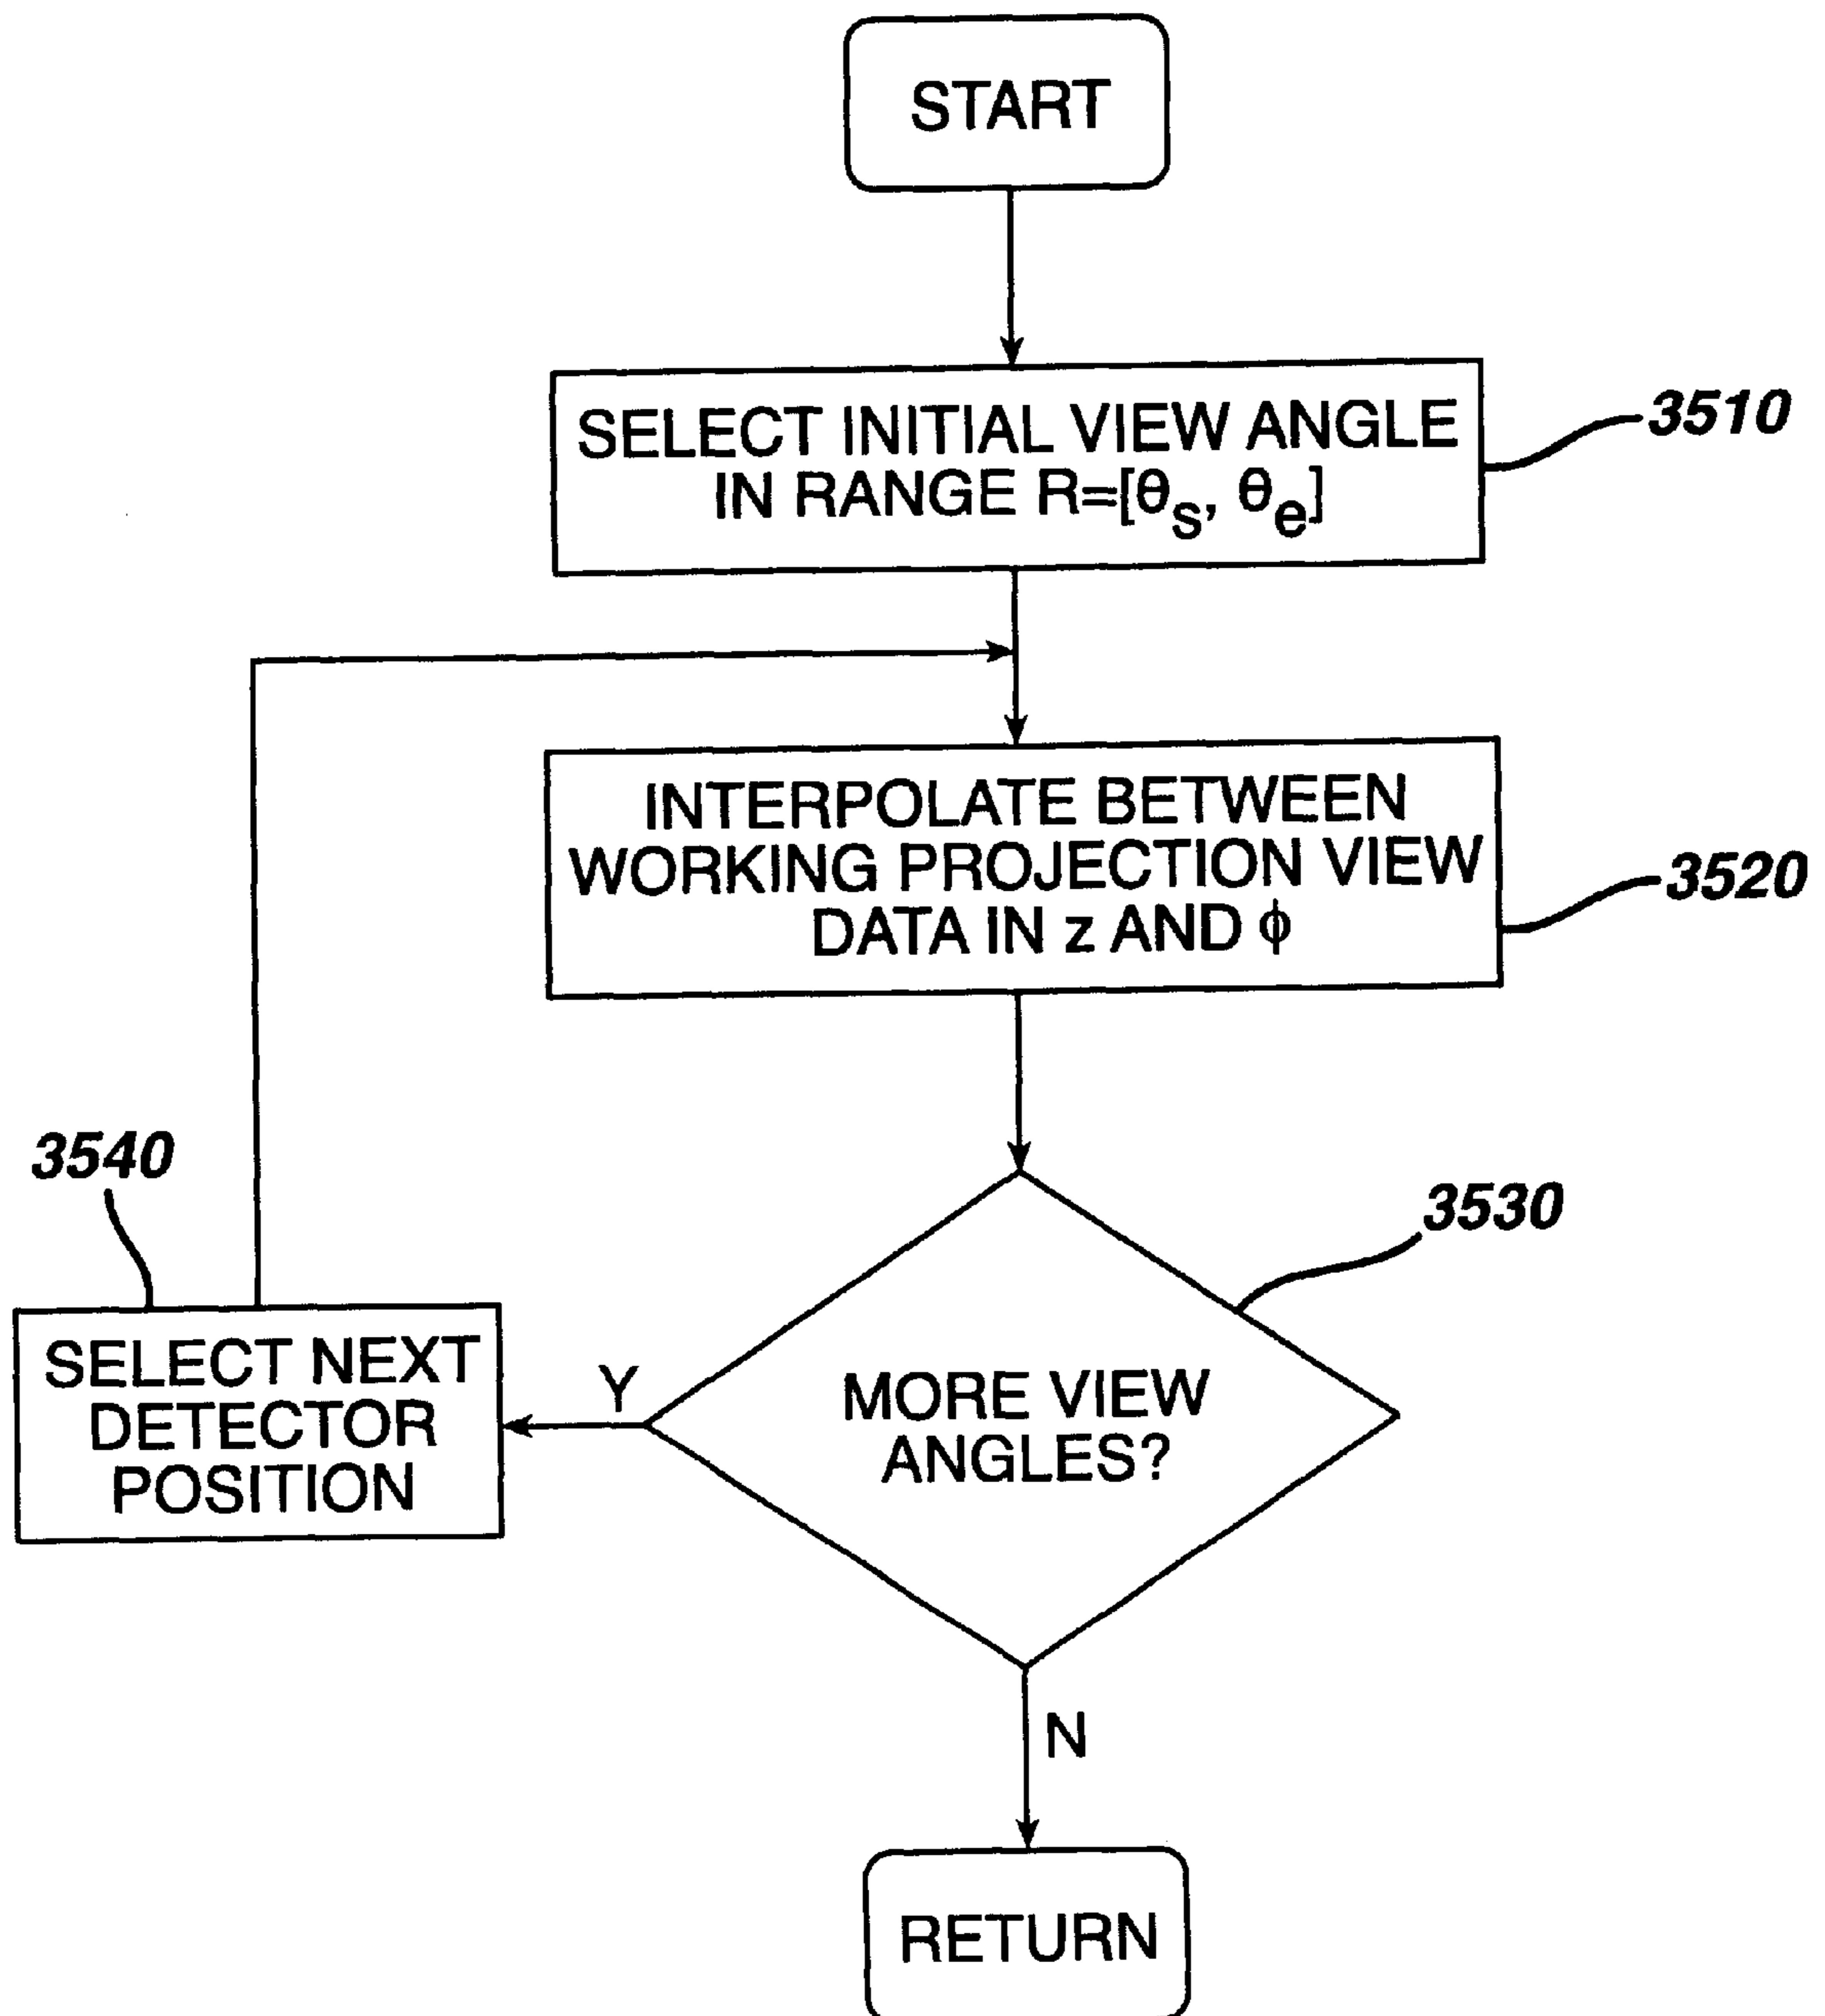 START
SELECT INITIAL VIEW ANGLE
IN RANGE R=[θs, θe]
3510
INTERPOLATE BETWEEN
WORKING PROJECTION VIEW
DATA IN z AND ϕ
3520
3540
3530
SELECT NEXT
DETECTOR
POSITION
Y
MORE VIEW
ANGLES?
N
RETURN